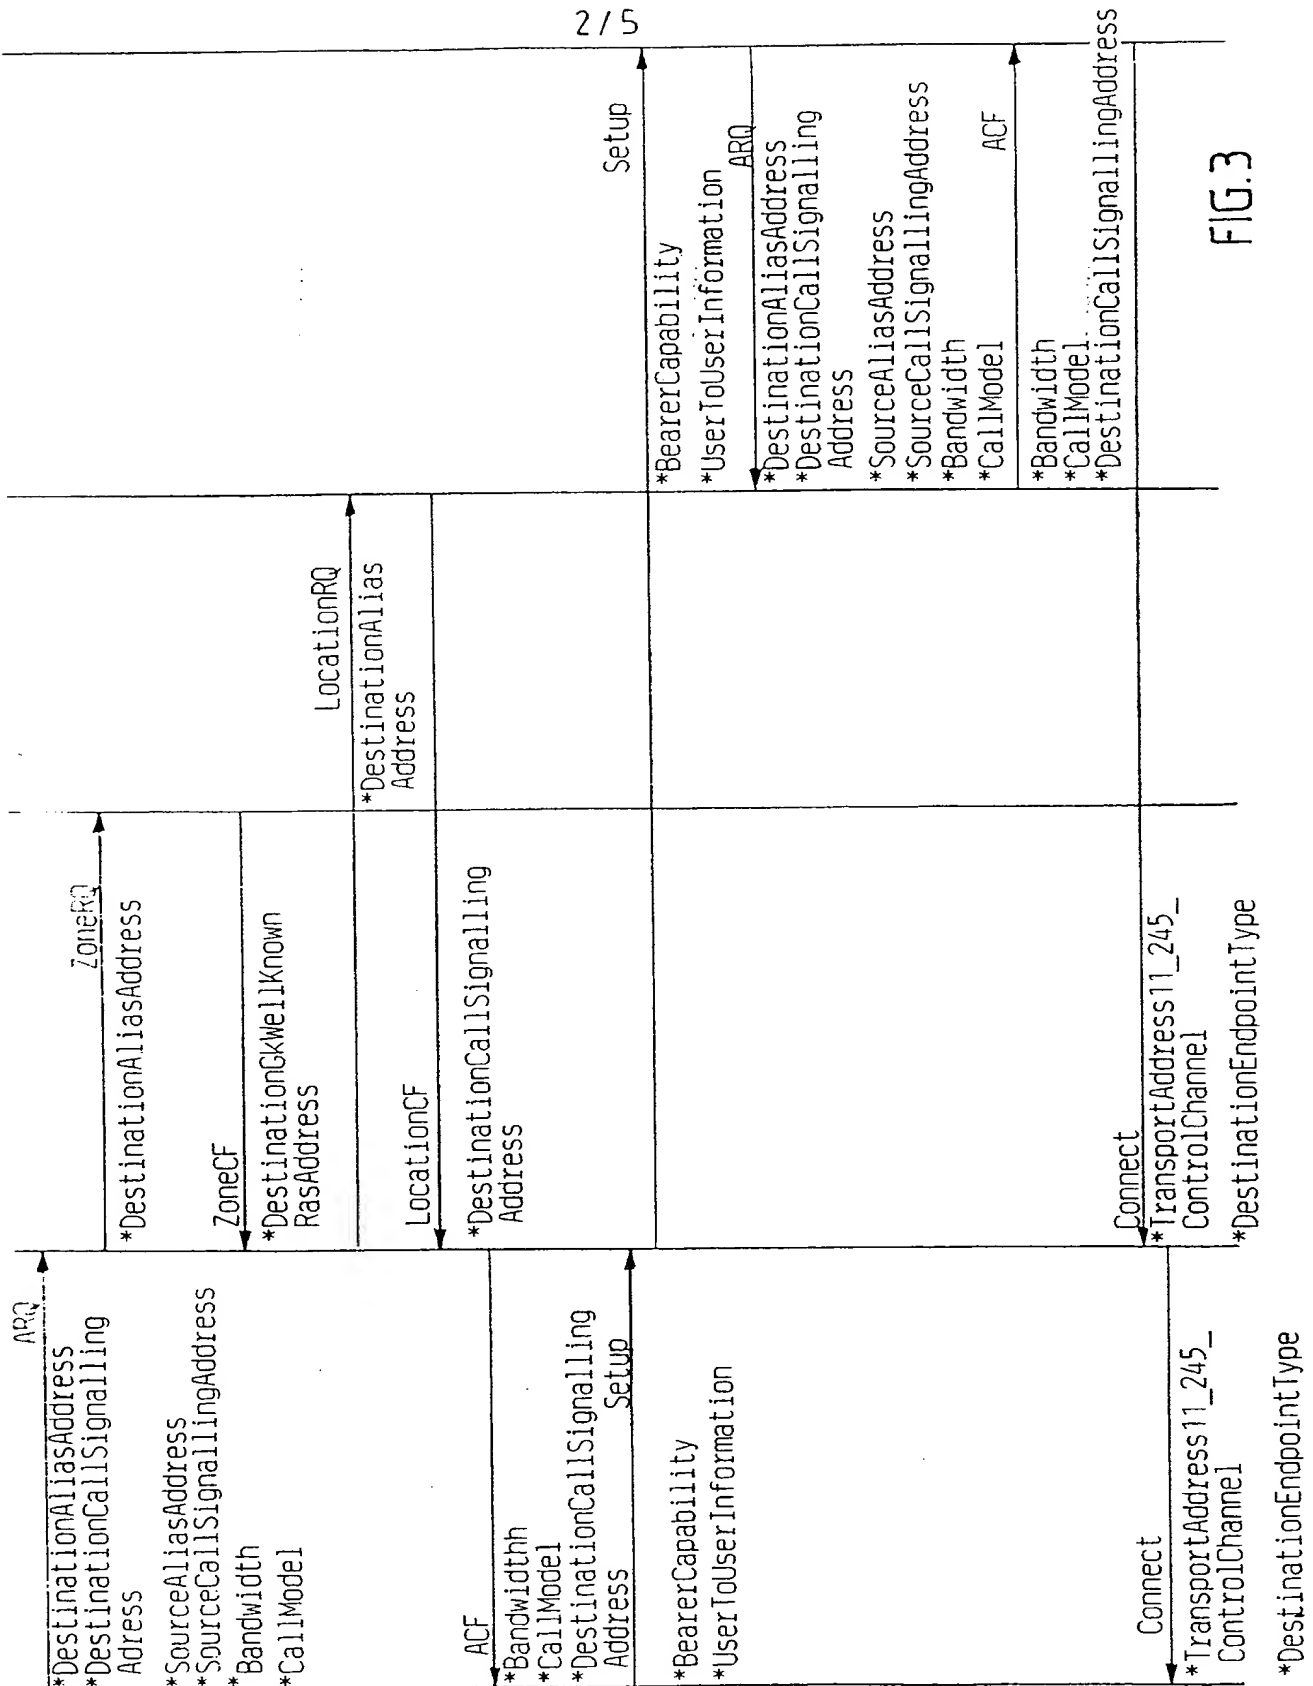 2/5
ARQ
*DestinationAliasAddress
*DestinationCallSignalling
Adress
*SourceAliasAddress
*SourceCallSignallingAddress
*Bandwidth
*CallModel
ZoneRQ
*DestinationAliasAddress
ZoneCF
*DestinationGkWellKnown
RasAddress
LocationRQ
*DestinationAlias
Address
LocationCF
*DestinationCallSignalling
Address
ACF
*Bandwidthh
*CallModel
*DestinationCallSignalling
Address
Setup
*BearerCapability
*UserToUserInformation
Setup
*BearerCapability
*UserToUserInformation
ARQ
*DestinationAliasAddress
*DestinationCallSignalling
Address
*SourceAliasAddress
*SourceCallSignallingAddress
*Bandwidth
*CallModel
ACF
*Bandwidth
*CallModel
*DestinationCallSignallingAddress
Connect
*TransportAddress11_245_
ControlChannel
*DestinationEndpointType
Connect
*TransportAddress11_245_
ControlChannel
*DestinationEndpointType
FIG.3